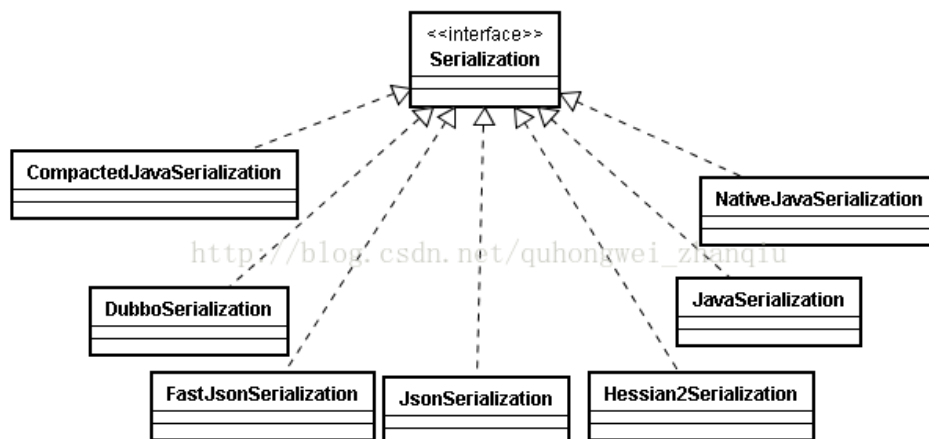 <<interface>>
Serialization
CompactedJavaSerialization
NativeJavaSerialization
http://blog.csdn.net/quhongwei_zhanqiu
DubboSerialization
JavaSerialization
FastJsonSerialization
JsonSerialization
Hessian2Serialization